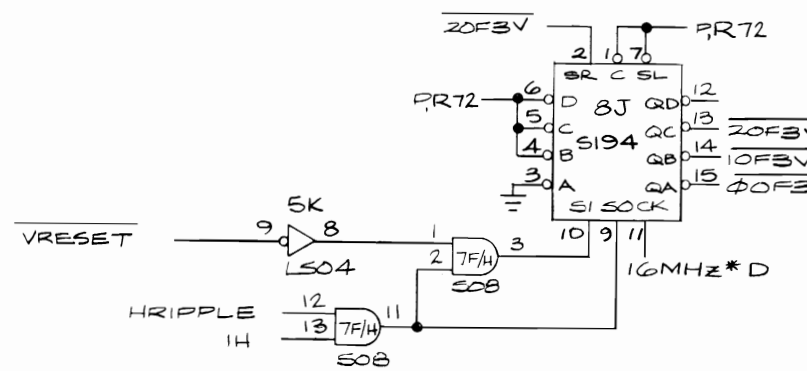 2OF3V
P,R72
2 1 7
SR C SL
P,R72
6 D
5 C
4 B
3 A
8J
S194
QD 12
QC 13 2OF3V
QB 14 1OF3V
QA 15 ΦOF3
S1 SO CK
10 9 11
16MHZ* D
VRESET
9 5K 8
LS04
1
2
7F/H 3
S08
HRIPPLE 12
1H 13
7F/H 11
S08